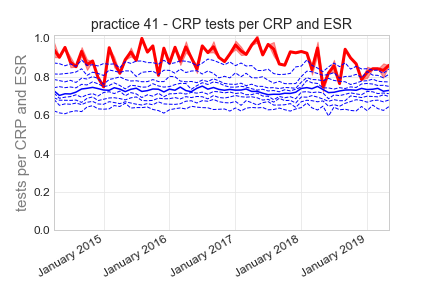 practice 41 - CRP tests per CRP and ESR
tests per CRP and ESR
1.0
0.8
0.6
0.4
0.2
0.0
January 2015
January 2016
January 2017
January 2018
January 2019